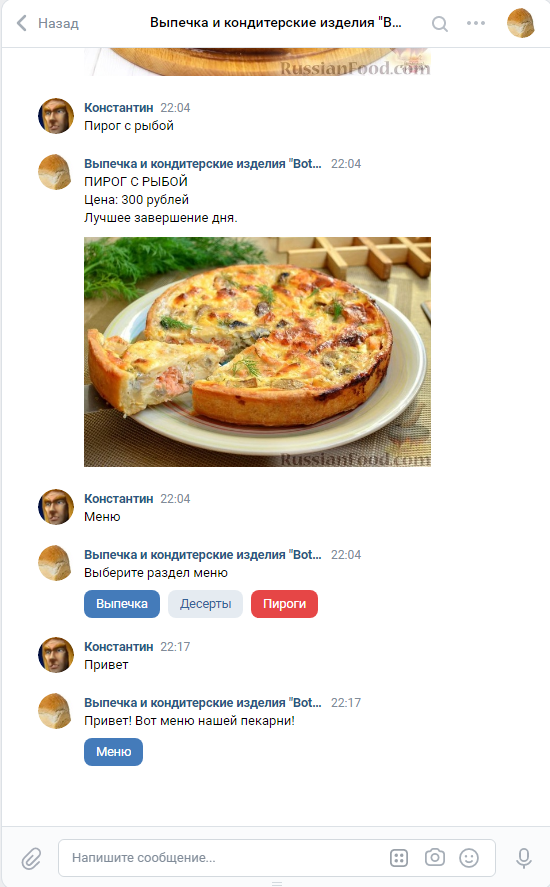 Назад
Выпечка и кондитерские изделия "В...
RussianFood.com
Константин 22:04
Пирог с рыбой
Выпечка и кондитерские изделия "Bot... 22:04
ПИРОГ С РЫБОЙ
Цена: 300 рублей
Лучшее завершение дня.
RussianFood.com
Константин 22:04
Меню
Выпечка и кондитерские изделия "Bot... 22:04
Выберите раздел меню
Выпечка Десерты Пироги
Константин 22:17
Привет
Выпечка и кондитерские изделия "Bot... 22:17
Привет! Вот меню нашей пекарни!
Меню
Напишите сообщение...